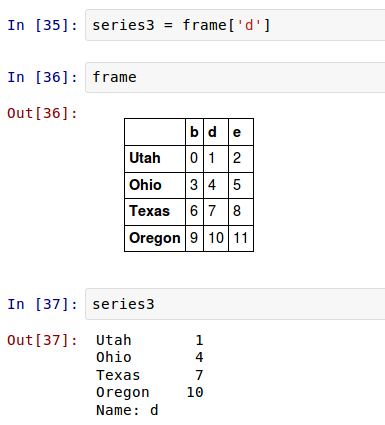 In [35]: series3 = frame['d']
In [36]: frame
Out[36]:
b d e
Utah 0 1 2
Ohio 3 4 5
Texas 6 7 8
Oregon 9 10 11
In [37]: series3
Out[37]: Utah 1
Ohio 4
Texas 7
Oregon 10
Name: d